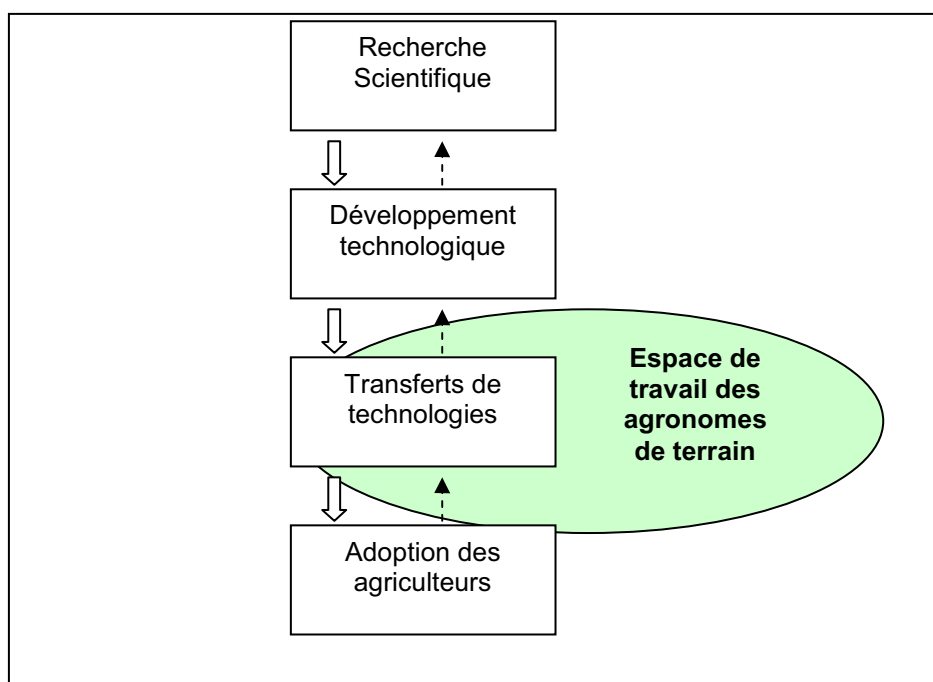 Recherche
Scientifique
Développement
technologique
Transferts de
technologies
Espace de
travail des
agronomes
de terrain
Adoption des
agriculteurs